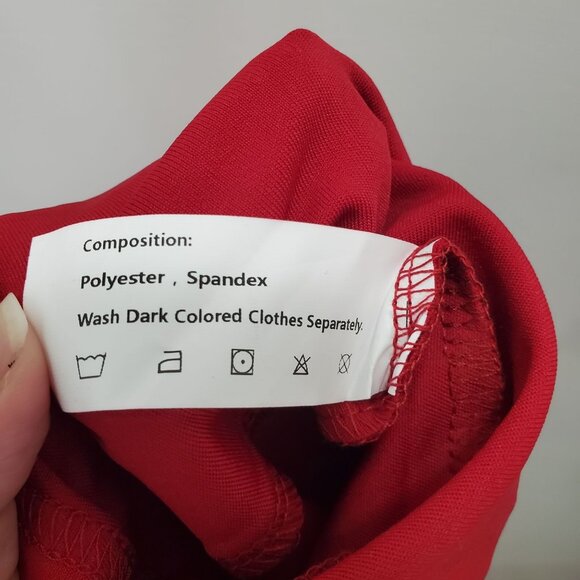 Composition:
Polyester , Spandex
Wash Dark Colored Clothes Separately.